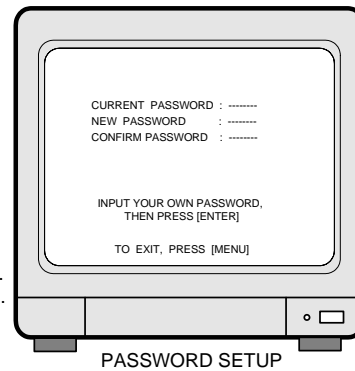 CURRENT PASSWORD : --------
NEW PASSWORD : --------
CONFIRM PASSWORD : --------
INPUT YOUR OWN PASSWORD,
THEN PRESS [ENTER]
TO EXIT, PRESS [MENU]
PASSWORD SETUP